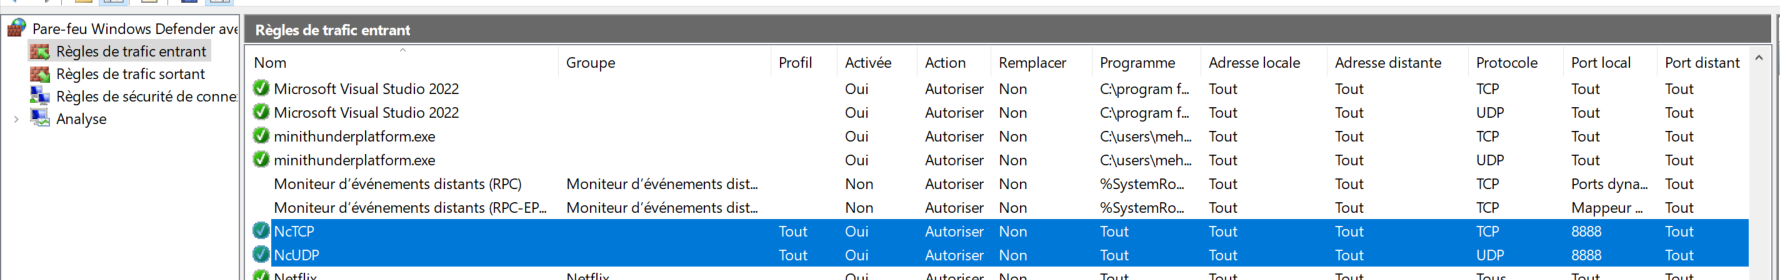 Pare-feu Windows Defender ave
Règles de trafic entrant
Règles de trafic sortant
Règles de sécurité de conne
Analyse
Règles de trafic entrant
Nom Groupe Profil Activée Action Remplacer Programme Adresse locale Adresse distante Protocole Port local Port distant
Microsoft Visual Studio 2022 Oui Autoriser Non C:\program f... Tout Tout TCP Tout Tout
Microsoft Visual Studio 2022 Oui Autoriser Non C:\program f... Tout Tout UDP Tout Tout
minithunderplatform.exe Oui Autoriser Non C:\users\meh... Tout Tout TCP Tout Tout
minithunderplatform.exe Oui Autoriser Non C:\users\meh... Tout Tout UDP Tout Tout
Moniteur d'événements distants (RPC) Moniteur d'événements dist... Non Autoriser Non %SystemRo... Tout Tout TCP Ports dyna... Tout
Moniteur d'événements distants (RPC-EP... Moniteur d'événements dist... Non Autoriser Non %SystemRo... Tout Tout TCP Mappeur ... Tout
NcTCP Tout Oui Autoriser Non Tout Tout Tout TCP 8888 Tout
NcUDP Tout Oui Autoriser Non Tout Tout Tout UDP 8888 Tout
Netflix Netflix Oui Autoriser Non Tout Tout Tout Tous Tout Tout